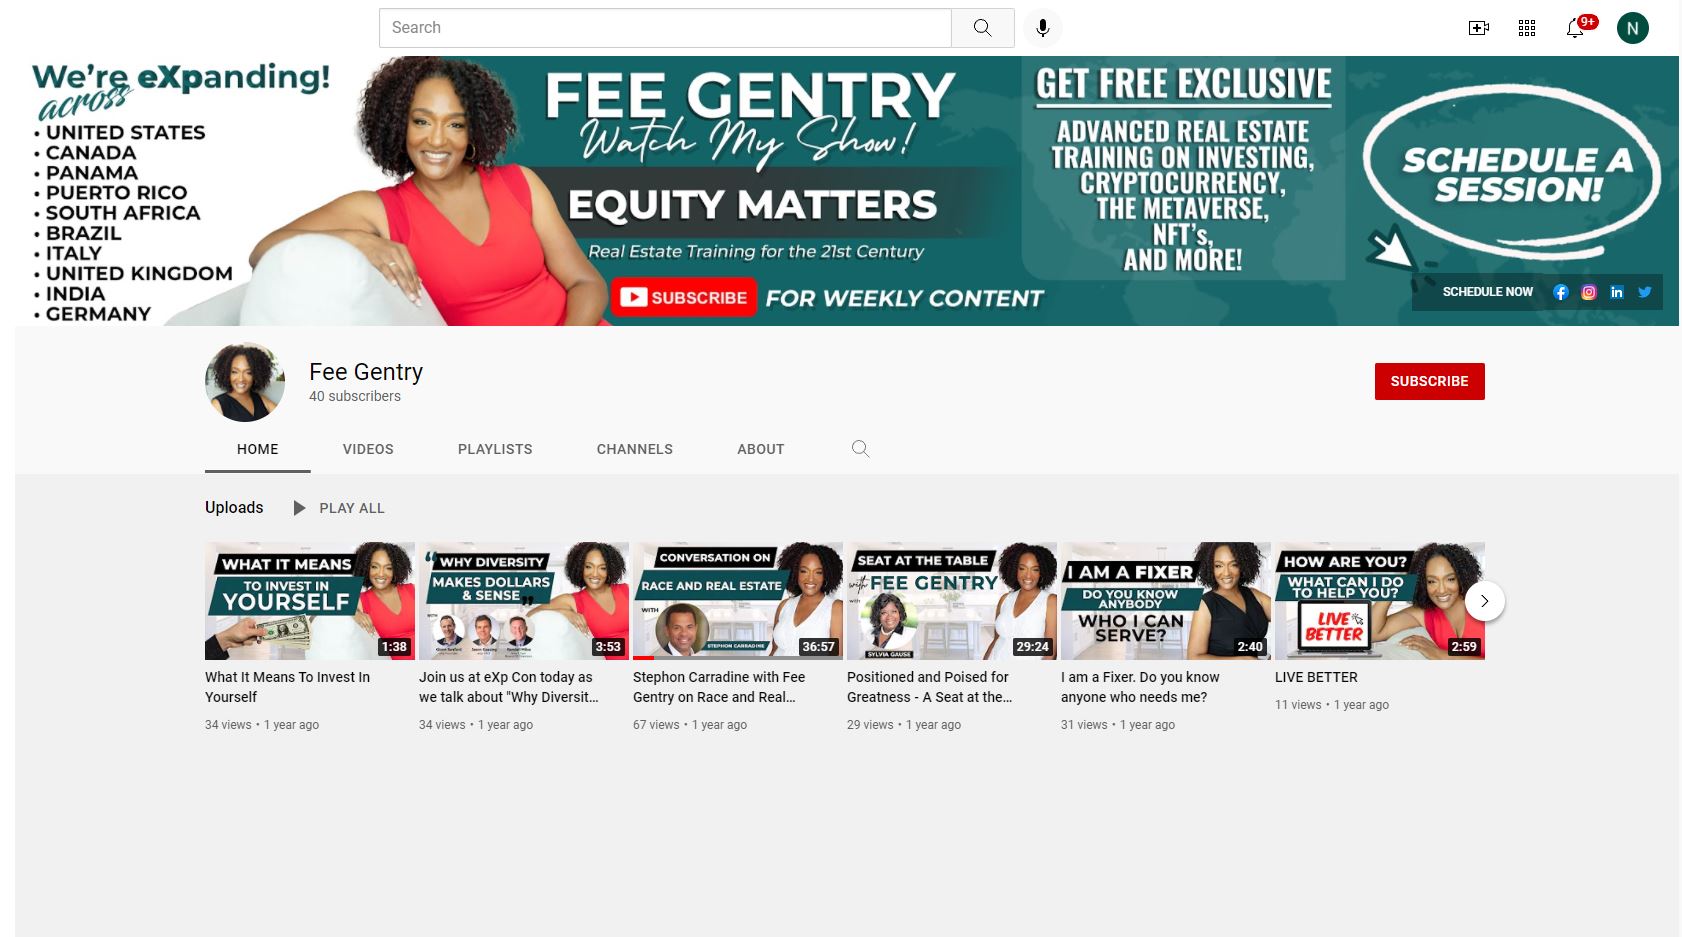 Search
9+
N
We're eXpanding!
across
• UNITED STATES
• CANADA
• PANAMA
• PUERTO RICO
• SOUTH AFRICA
• BRAZIL
• ITALY
• UNITED KINGDOM
• INDIA
• GERMANY
FEE GENTRY
Watch My Show!
EQUITY MATTERS
Real Estate Training for the 21st Century
SUBSCRIBE FOR WEEKLY CONTENT
GET FREE EXCLUSIVE
ADVANCED REAL ESTATE
TRAINING ON INVESTING,
CRYPTOCURRENCY,
THE METAVERSE,
NFT's,
AND MORE!
SCHEDULE A
SESSION!
SCHEDULE NOW
Fee Gentry
40 subscribers
SUBSCRIBE
HOME VIDEOS PLAYLISTS CHANNELS ABOUT
Uploads PLAY ALL
WHAT IT MEANS
TO INVEST IN
YOURSELF
1:38
What It Means To Invest In
Yourself
34 views • 1 year ago
“WHY DIVERSITY
MAKES DOLLARS
& SENSE”
3:53
Join us at eXp Con today as
we talk about "Why Diversit...
34 views • 1 year ago
CONVERSATION ON
RACE AND REAL ESTATE
WITH
STEPHON CARRADINE
36:57
Stephon Carradine with Fee
Gentry on Race and Real...
67 views • 1 year ago
SEAT AT THE TABLE
with FEE GENTRY
with
SYLVIA GAUSE
29:24
Positioned and Poised for
Greatness - A Seat at the...
29 views • 1 year ago
I AM A FIXER
DO YOU KNOW
ANYBODY
WHO I CAN
SERVE?
2:40
I am a Fixer. Do you know
anyone who needs me?
31 views • 1 year ago
HOW ARE YOU?
WHAT CAN I DO
TO HELP YOU?
LIVE
BETTER
2:59
LIVE BETTER
11 views • 1 year ago